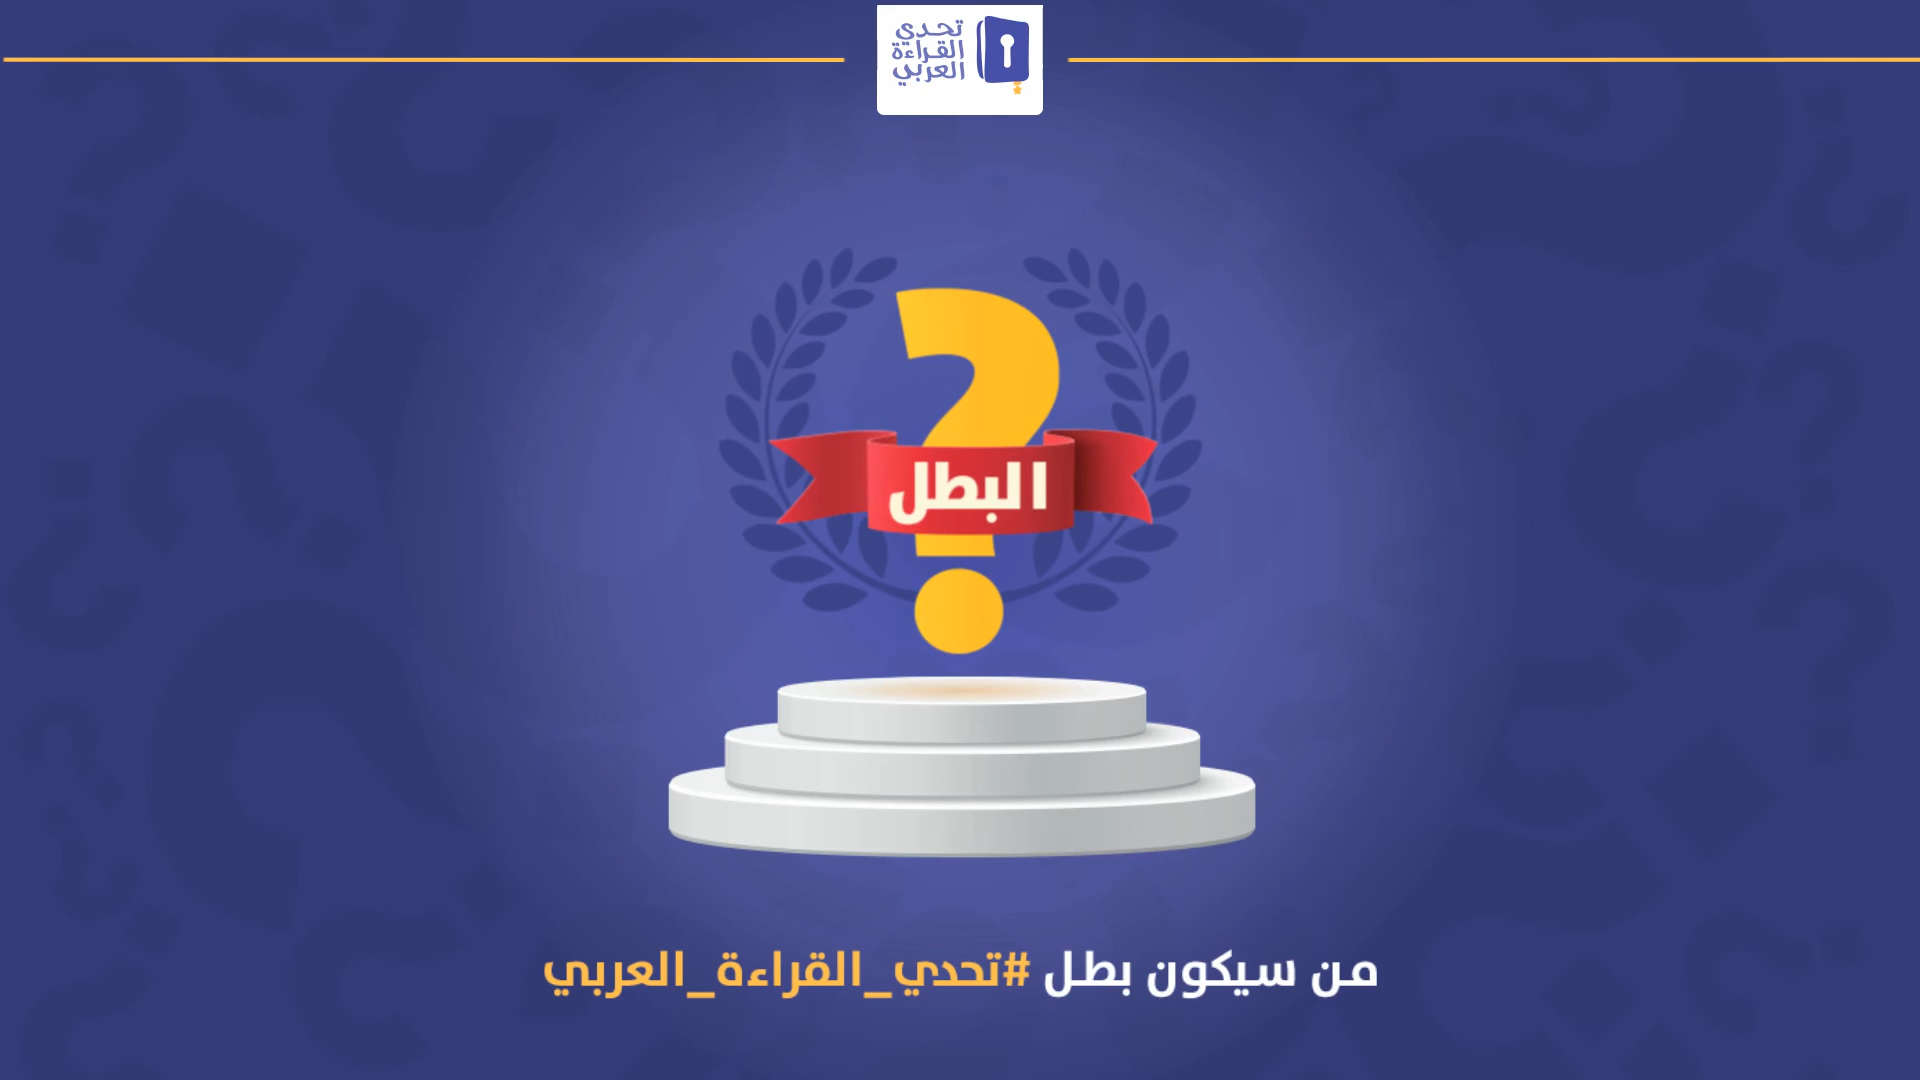 تحدي
القراءة
العربي
البطل
من سيكون بطل #تحدي_القراءة_العربي